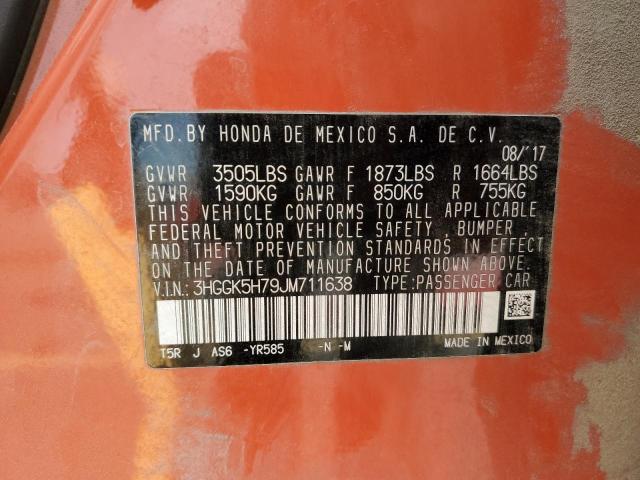 MFD. BY HONDA DE MEXICO S.A. DE C.V.
08/'17
GVWR 3505LBS GAWR F 1873LBS R 1664LBS
GVWR 1590KG GAWR F 850KG R 755KG
THIS VEHICLE CONFORMS TO ALL APPLICABLE
FEDERAL MOTOR VEHICLE SAFETY, BUMPER,
AND THEFT PREVENTION STANDARDS IN EFFECT
ON DATE OF MANUFACTURE SHOWN ABOVE.
V.I.N.: 3HGGK5H79JM711638 TYPE:PASSENGER CAR
T5R J AS6 -YR585 -N -M
MADE IN MEXICO